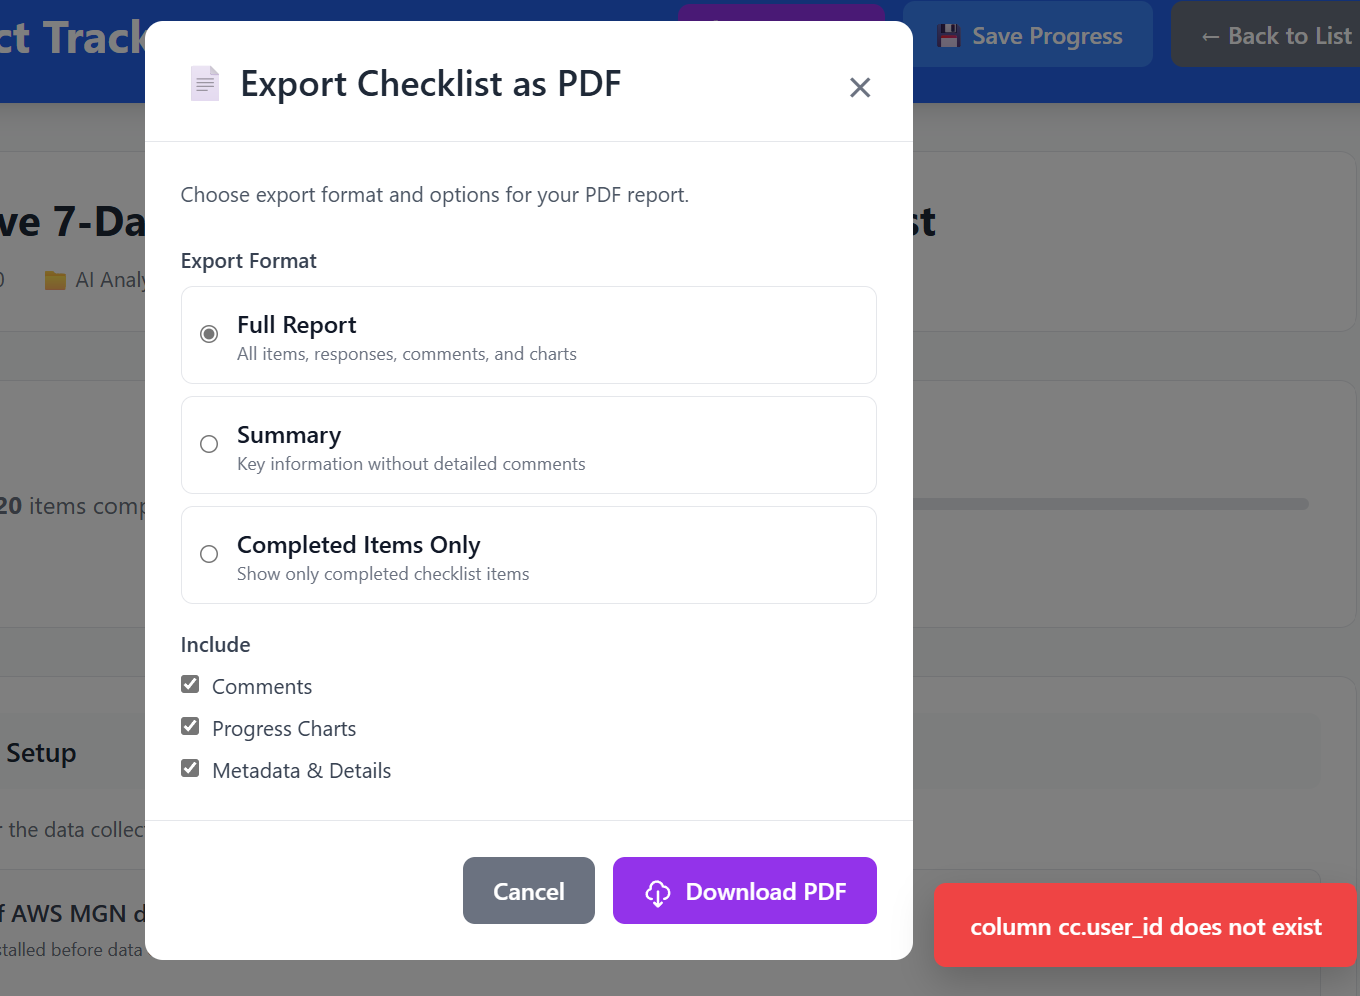 ct Track
💾 Save Progress
← Back to List
Export Checklist as PDF
Choose export format and options for your PDF report.
ve 7-Da
st
AI Analy
Export Format
Full Report
All items, responses, comments, and charts
Summary
Key information without detailed comments
20 items comp
Completed Items Only
Show only completed checklist items
Include
Comments
Progress Charts
Setup
Metadata & Details
r the data collec
Cancel
Download PDF
f AWS MGN d
column cc.user_id does not exist
stalled before data